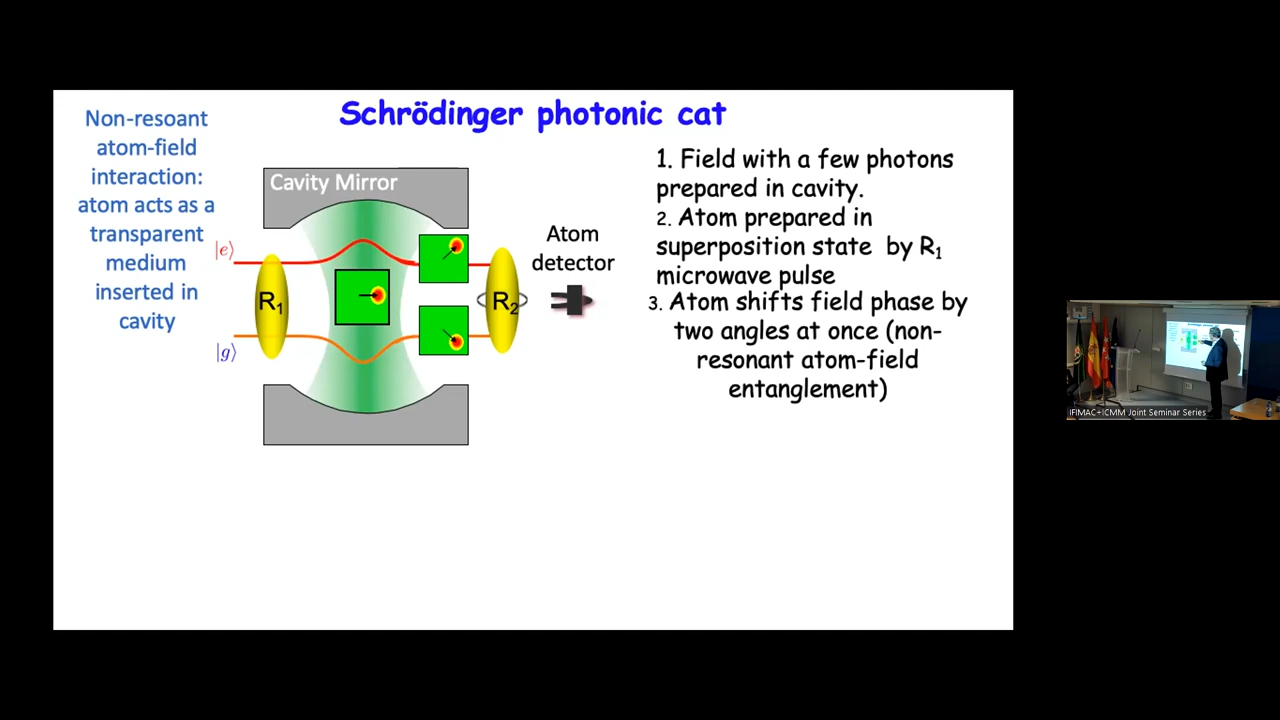 Schrödinger photonic cat
Non-resoant
atom-field
interaction:
atom acts as a
transparent
medium
inserted in
cavity
Cavity Mirror
|e⟩
R1
|g⟩
R2
Atom
detector
1. Field with a few photons
prepared in cavity.
2. Atom prepared in
superposition state by R1
microwave pulse
3. Atom shifts field phase by
two angles at once (non-
resonant atom-field
entanglement)
IFIMAC+ICMM Joint Seminar Series